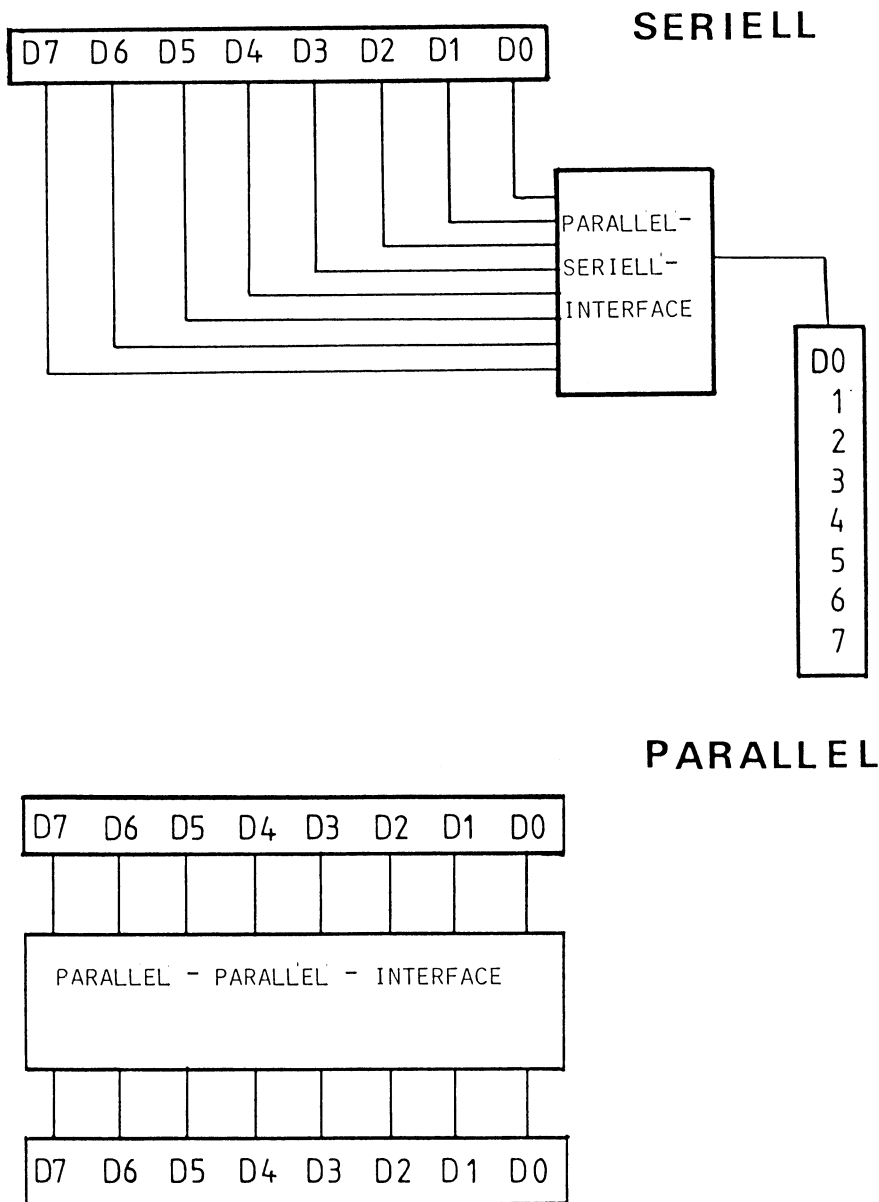 SERIELL
D7 D6 D5 D4 D3 D2 D1 D0
PARALLEL-
SERIELL-
INTERFACE
D0
1
2
3
4
5
6
7
PARALLEL
D7 D6 D5 D4 D3 D2 D1 D0
PARALLEL - PARALLEL - INTERFACE
D7 D6 D5 D4 D3 D2 D1 D0